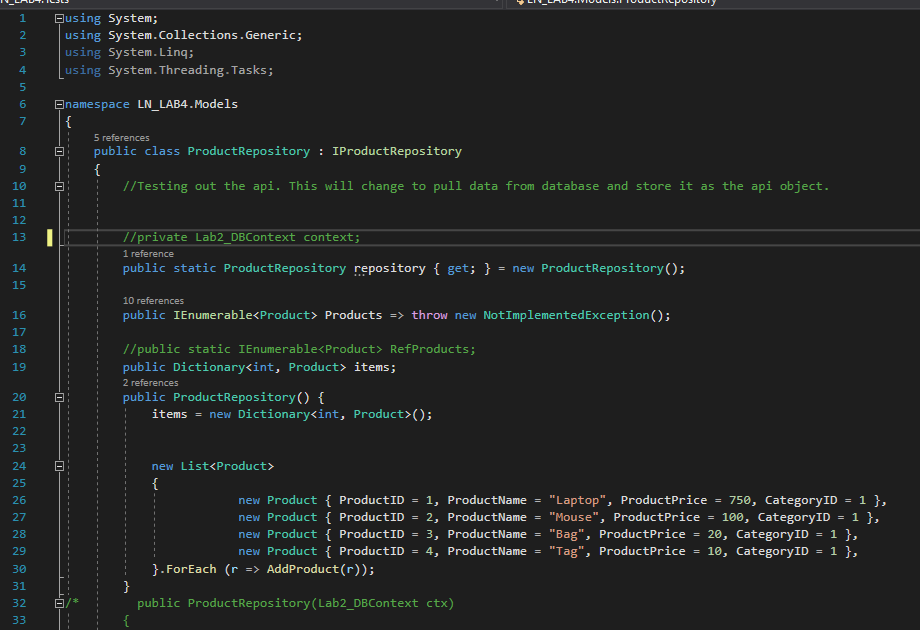 LN_LAB4.Tests LN_LAB4.Models.ProductRepository
1 using System;
2 using System.Collections.Generic;
3 using System.Linq;
4 using System.Threading.Tasks;
5
6 namespace LN_LAB4.Models
7 {
5 references
8 public class ProductRepository : IProductRepository
9 {
10 //Testing out the api. This will change to pull data from database and store it as the api object.
11
12
13 //private Lab2_DBContext context;
1 reference
14 public static ProductRepository repository { get; } = new ProductRepository();
15
10 references
16 public IEnumerable<Product> Products => throw new NotImplementedException();
17
18 //public static IEnumerable<Product> RefProducts;
19 public Dictionary<int, Product> items;
2 references
20 public ProductRepository() {
21 items = new Dictionary<int, Product>();
22
23
24 new List<Product>
25 {
26 new Product { ProductID = 1, ProductName = "Laptop", ProductPrice = 750, CategoryID = 1 },
27 new Product { ProductID = 2, ProductName = "Mouse", ProductPrice = 100, CategoryID = 1 },
28 new Product { ProductID = 3, ProductName = "Bag", ProductPrice = 20, CategoryID = 1 },
29 new Product { ProductID = 4, ProductName = "Tag", ProductPrice = 10, CategoryID = 1 },
30 }.ForEach (r => AddProduct(r));
31 }
32 /* public ProductRepository(Lab2_DBContext ctx)
33 {